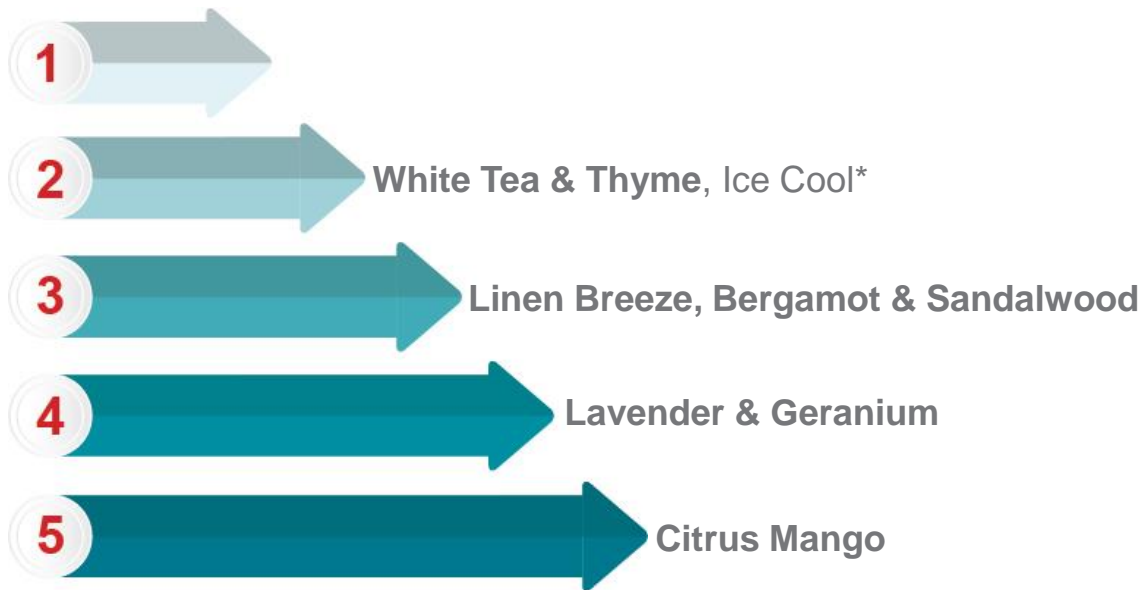 1
2 White Tea & Thyme, Ice Cool*
3 Linen Breeze, Bergamot & Sandalwood
4 Lavender & Geranium
5 Citrus Mango